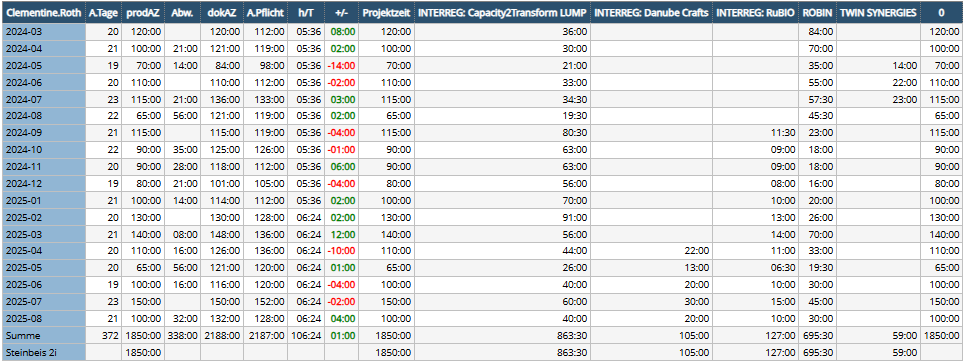 Clementine.Roth A.Tage prodAZ Abw. dokAZ A.Pflicht h/T +/- Projektzeit INTERREG: Capacity2Transform LUMP INTERREG: Danube Crafts INTERREG: RuBIO ROBIN TWIN SYNERGIES 0
2024-03 20 120:00 120:00 112:00 05:36 08:00 120:00 36:00 84:00 120:00
2024-04 21 100:00 21:00 121:00 119:00 05:36 02:00 100:00 30:00 70:00 100:00
2024-05 19 70:00 14:00 84:00 98:00 05:36 -14:00 70:00 21:00 35:00 14:00 70:00
2024-06 20 110:00 110:00 112:00 05:36 -02:00 110:00 33:00 55:00 22:00 110:00
2024-07 23 115:00 21:00 136:00 133:00 05:36 03:00 115:00 34:30 57:30 23:00 115:00
2024-08 22 65:00 56:00 121:00 119:00 05:36 02:00 65:00 19:30 45:30 65:00
2024-09 21 115:00 115:00 119:00 05:36 -04:00 115:00 80:30 11:30 23:00 115:00
2024-10 22 90:00 35:00 125:00 126:00 05:36 -01:00 90:00 63:00 09:00 18:00 90:00
2024-11 20 90:00 28:00 118:00 112:00 05:36 06:00 90:00 63:00 09:00 18:00 90:00
2024-12 19 80:00 21:00 101:00 105:00 05:36 -04:00 80:00 56:00 08:00 16:00 80:00
2025-01 21 100:00 14:00 114:00 112:00 05:36 02:00 100:00 70:00 10:00 20:00 100:00
2025-02 20 130:00 130:00 128:00 06:24 02:00 130:00 91:00 13:00 26:00 130:00
2025-03 21 140:00 08:00 148:00 136:00 06:24 12:00 140:00 56:00 14:00 70:00 140:00
2025-04 20 110:00 16:00 126:00 136:00 06:24 -10:00 110:00 44:00 22:00 11:00 33:00 110:00
2025-05 20 65:00 56:00 121:00 120:00 06:24 01:00 65:00 26:00 13:00 06:30 19:30 65:00
2025-06 19 100:00 16:00 116:00 120:00 06:24 -04:00 100:00 40:00 20:00 10:00 30:00 100:00
2025-07 23 150:00 150:00 152:00 06:24 -02:00 150:00 60:00 30:00 15:00 45:00 150:00
2025-08 21 100:00 32:00 132:00 128:00 06:24 04:00 100:00 40:00 20:00 10:00 30:00 100:00
Summe 372 1850:00 338:00 2188:00 2187:00 106:24 01:00 1850:00 863:30 105:00 127:00 695:30 59:00 1850:00
Steinbeis 2i 1850:00 1850:00 863:30 105:00 127:00 695:30 59:00